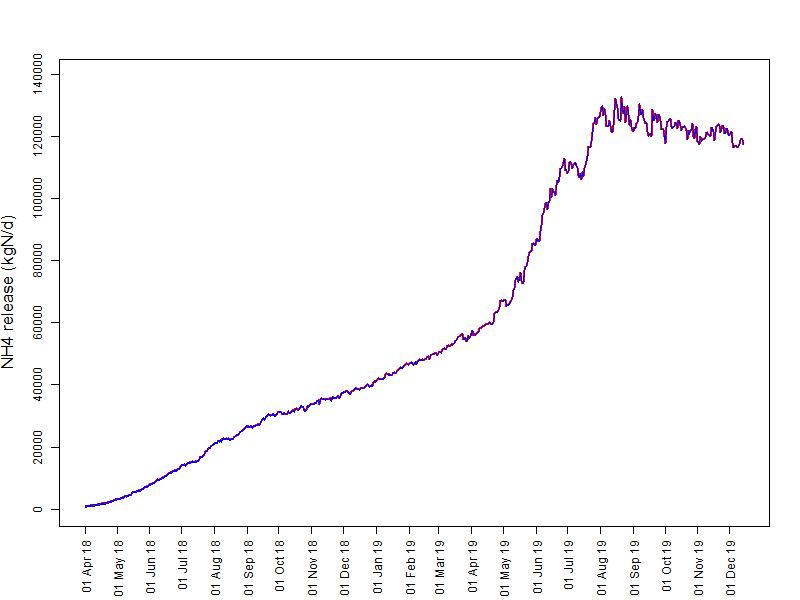 NH4 release (kgN/d)
140000
120000
100000
80000
60000
40000
20000
0
01 Apr 18
01 May 18
01 Jun 18
01 Jul 18
01 Aug 18
01 Sep 18
01 Oct 18
01 Nov 18
01 Dec 18
01 Jan 19
01 Feb 19
01 Mar 19
01 Apr 19
01 May 19
01 Jun 19
01 Jul 19
01 Aug 19
01 Sep 19
01 Oct 19
01 Nov 19
01 Dec 19